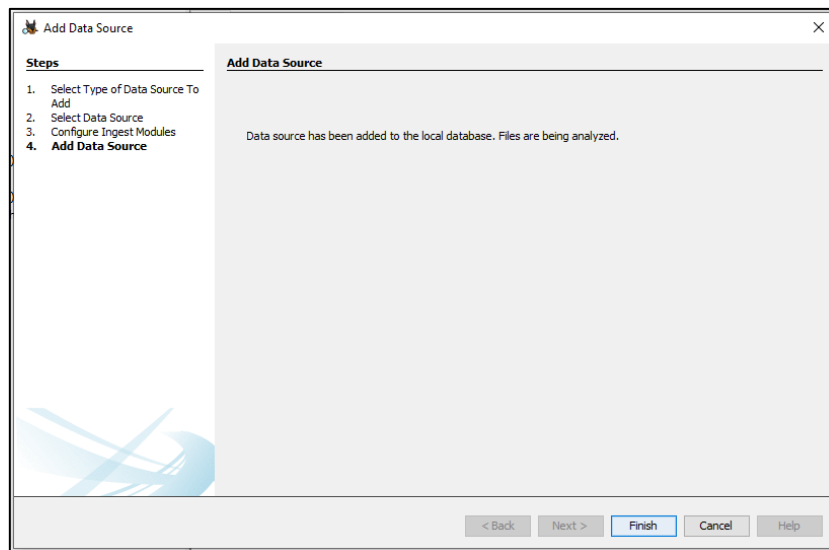 Add Data Source
Steps
1. Select Type of Data Source To
Add
2. Select Data Source
3. Configure Ingest Modules
4. Add Data Source
Add Data Source
Data source has been added to the local database. Files are being analyzed.
< Back
Next >
Finish
Cancel
Help